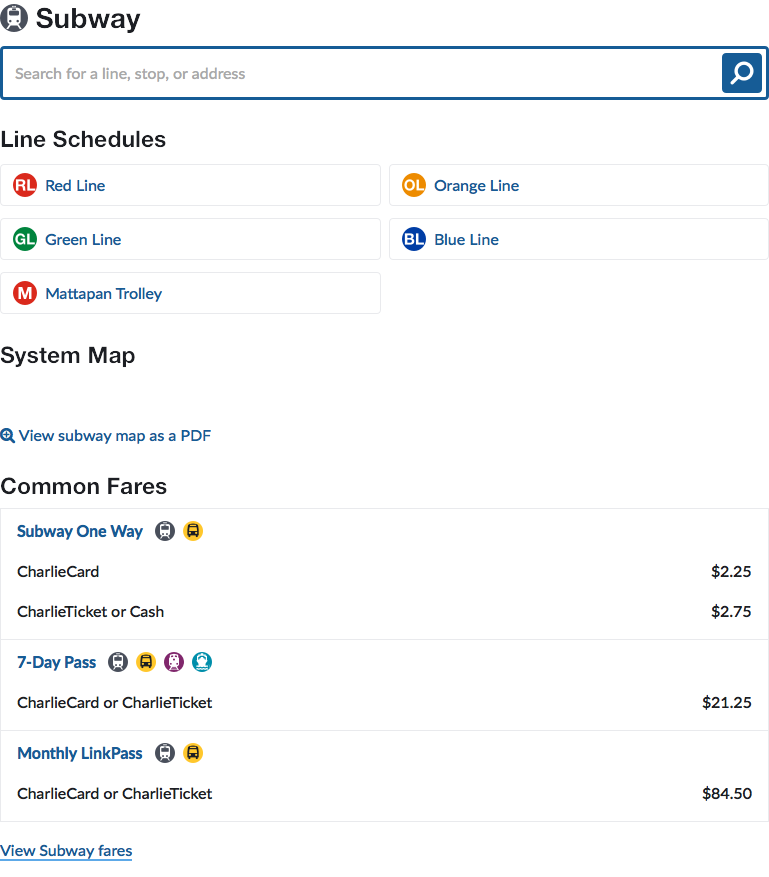 Subway
Search for a line, stop, or address
Line Schedules
RL Red Line
OL Orange Line
GL Green Line
BL Blue Line
M Mattapan Trolley
System Map
View subway map as a PDF
Common Fares
Subway One Way
CharlieCard $2.25
CharlieTicket or Cash $2.75
7-Day Pass
CharlieCard or CharlieTicket $21.25
Monthly LinkPass
CharlieCard or CharlieTicket $84.50
View Subway fares